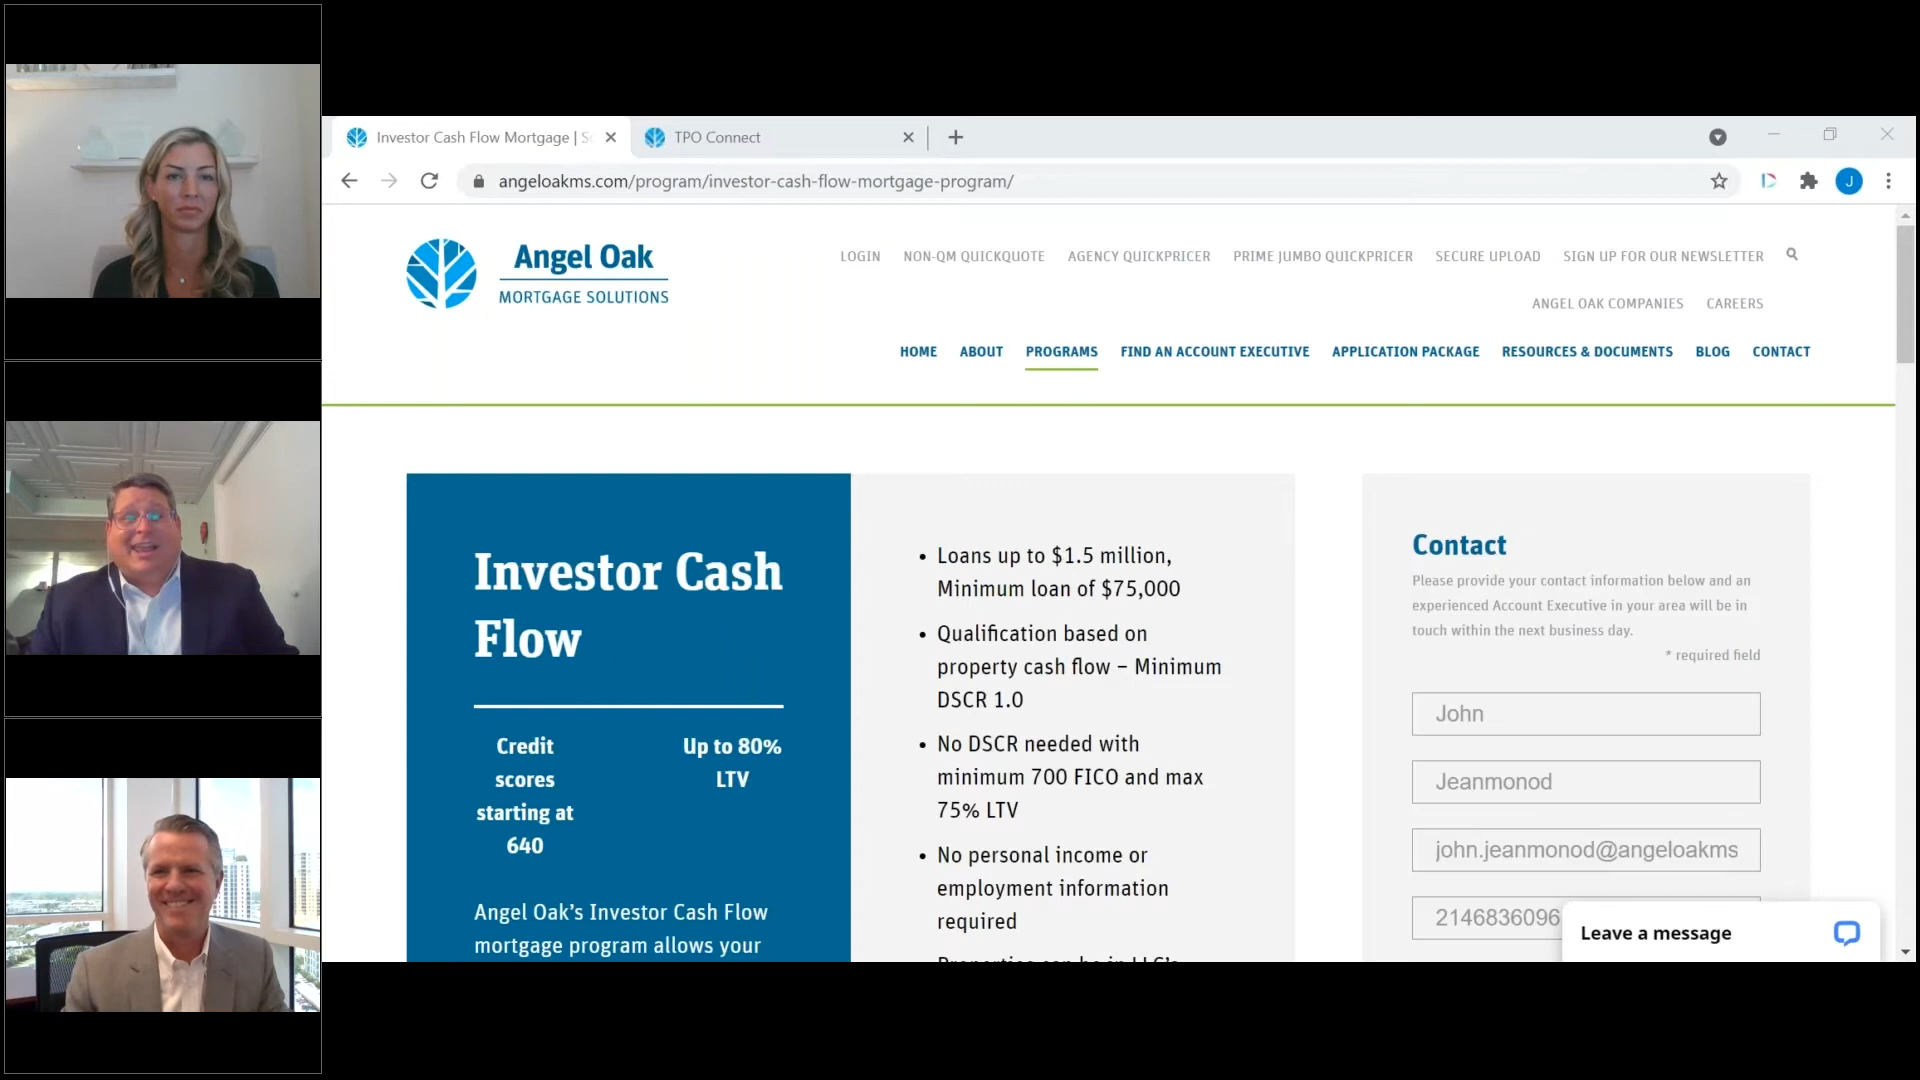 Investor Cash Flow Mortgage | S
TPO Connect
angeloakms.com/program/investor-cash-flow-mortgage-program/
J
Angel Oak
MORTGAGE SOLUTIONS
LOGIN NON-QM QUICKQUOTE AGENCY QUICKPRICER PRIME JUMBO QUICKPRICER SECURE UPLOAD SIGN UP FOR OUR NEWSLETTER
ANGEL OAK COMPANIES CAREERS
HOME ABOUT PROGRAMS FIND AN ACCOUNT EXECUTIVE APPLICATION PACKAGE RESOURCES & DOCUMENTS BLOG CONTACT
Investor Cash
Flow
Credit
scores
starting at
640
Up to 80%
LTV
Angel Oak's Investor Cash Flow
mortgage program allows your
• Loans up to $1.5 million,
Minimum loan of $75,000
• Qualification based on
property cash flow – Minimum
DSCR 1.0
• No DSCR needed with
minimum 700 FICO and max
75% LTV
• No personal income or
employment information
required
Properties can be in LLC's
Contact
Please provide your contact information below and an
experienced Account Executive in your area will be in
touch within the next business day.
* required field
John
Jeanmonod
john.jeanmonod@angeloakms
2146836096
Leave a message